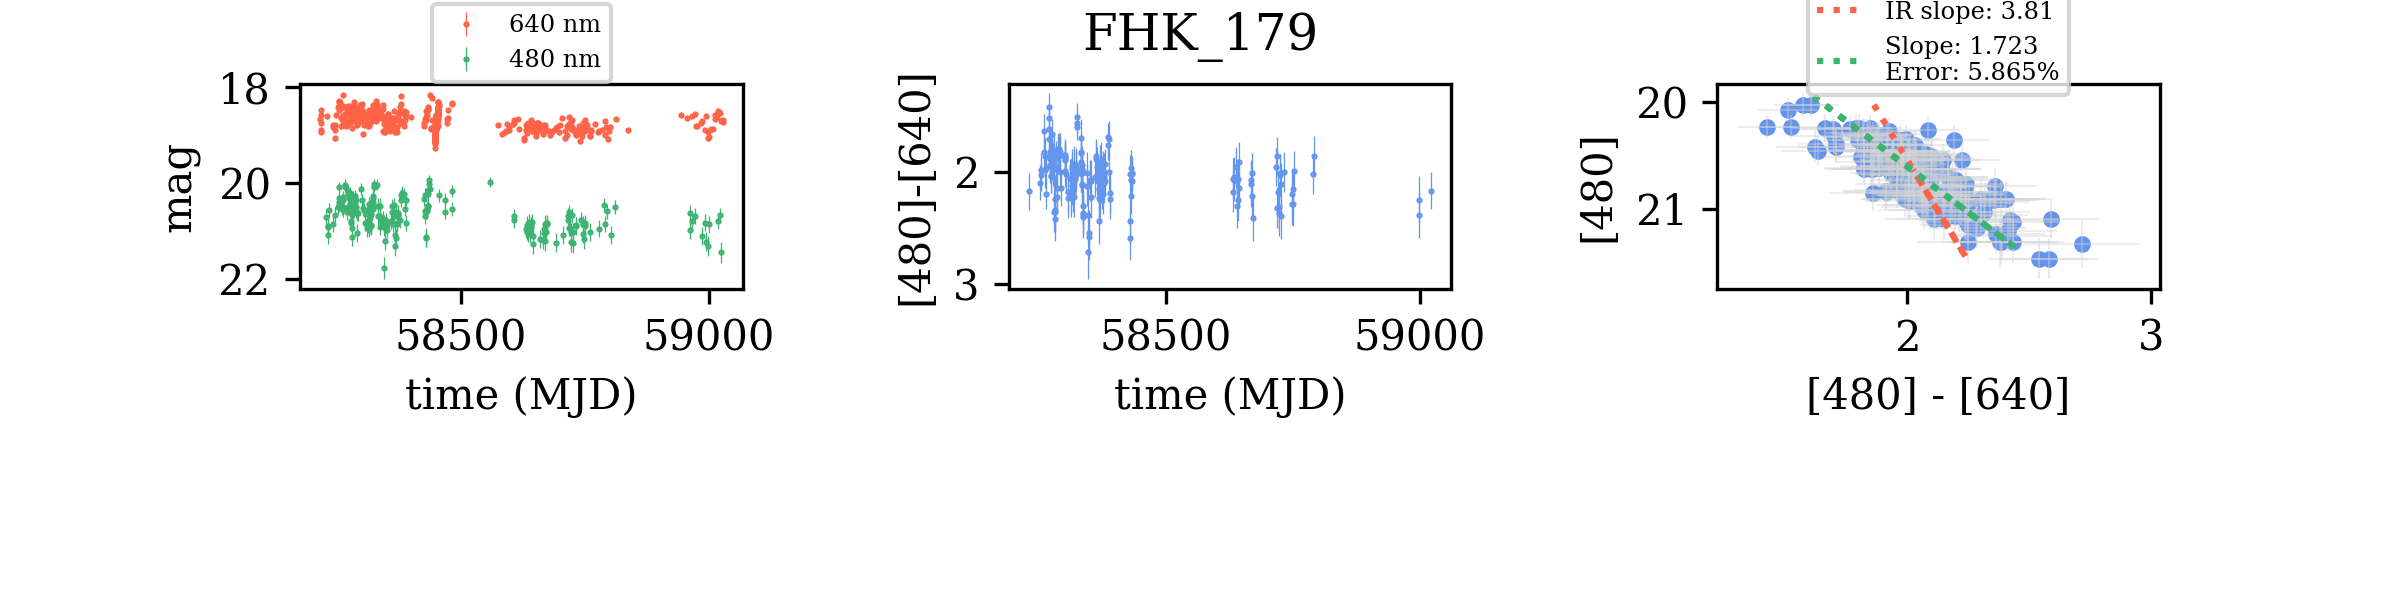 FHK_179
640 nm
480 nm
18
20
22
mag
58500
59000
time (MJD)
[480]-[640]
2
3
58500
59000
time (MJD)
IR slope: 3.81
Slope: 1.723
Error: 5.865%
20
21
[480]
2
3
[480] - [640]